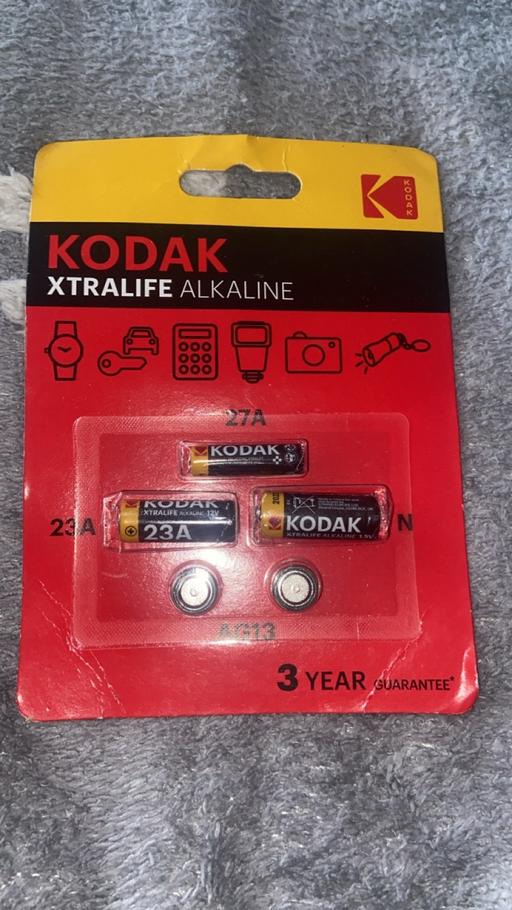 KODAK
KODAK
XTRALIFE ALKALINE
27A
KODAK
23A
KODAK
XTRALIFE ALKALINE 12V
23A
KODAK
XTRALIFE ALKALINE 1.5V
N
AG13
3 YEAR GUARANTEE*